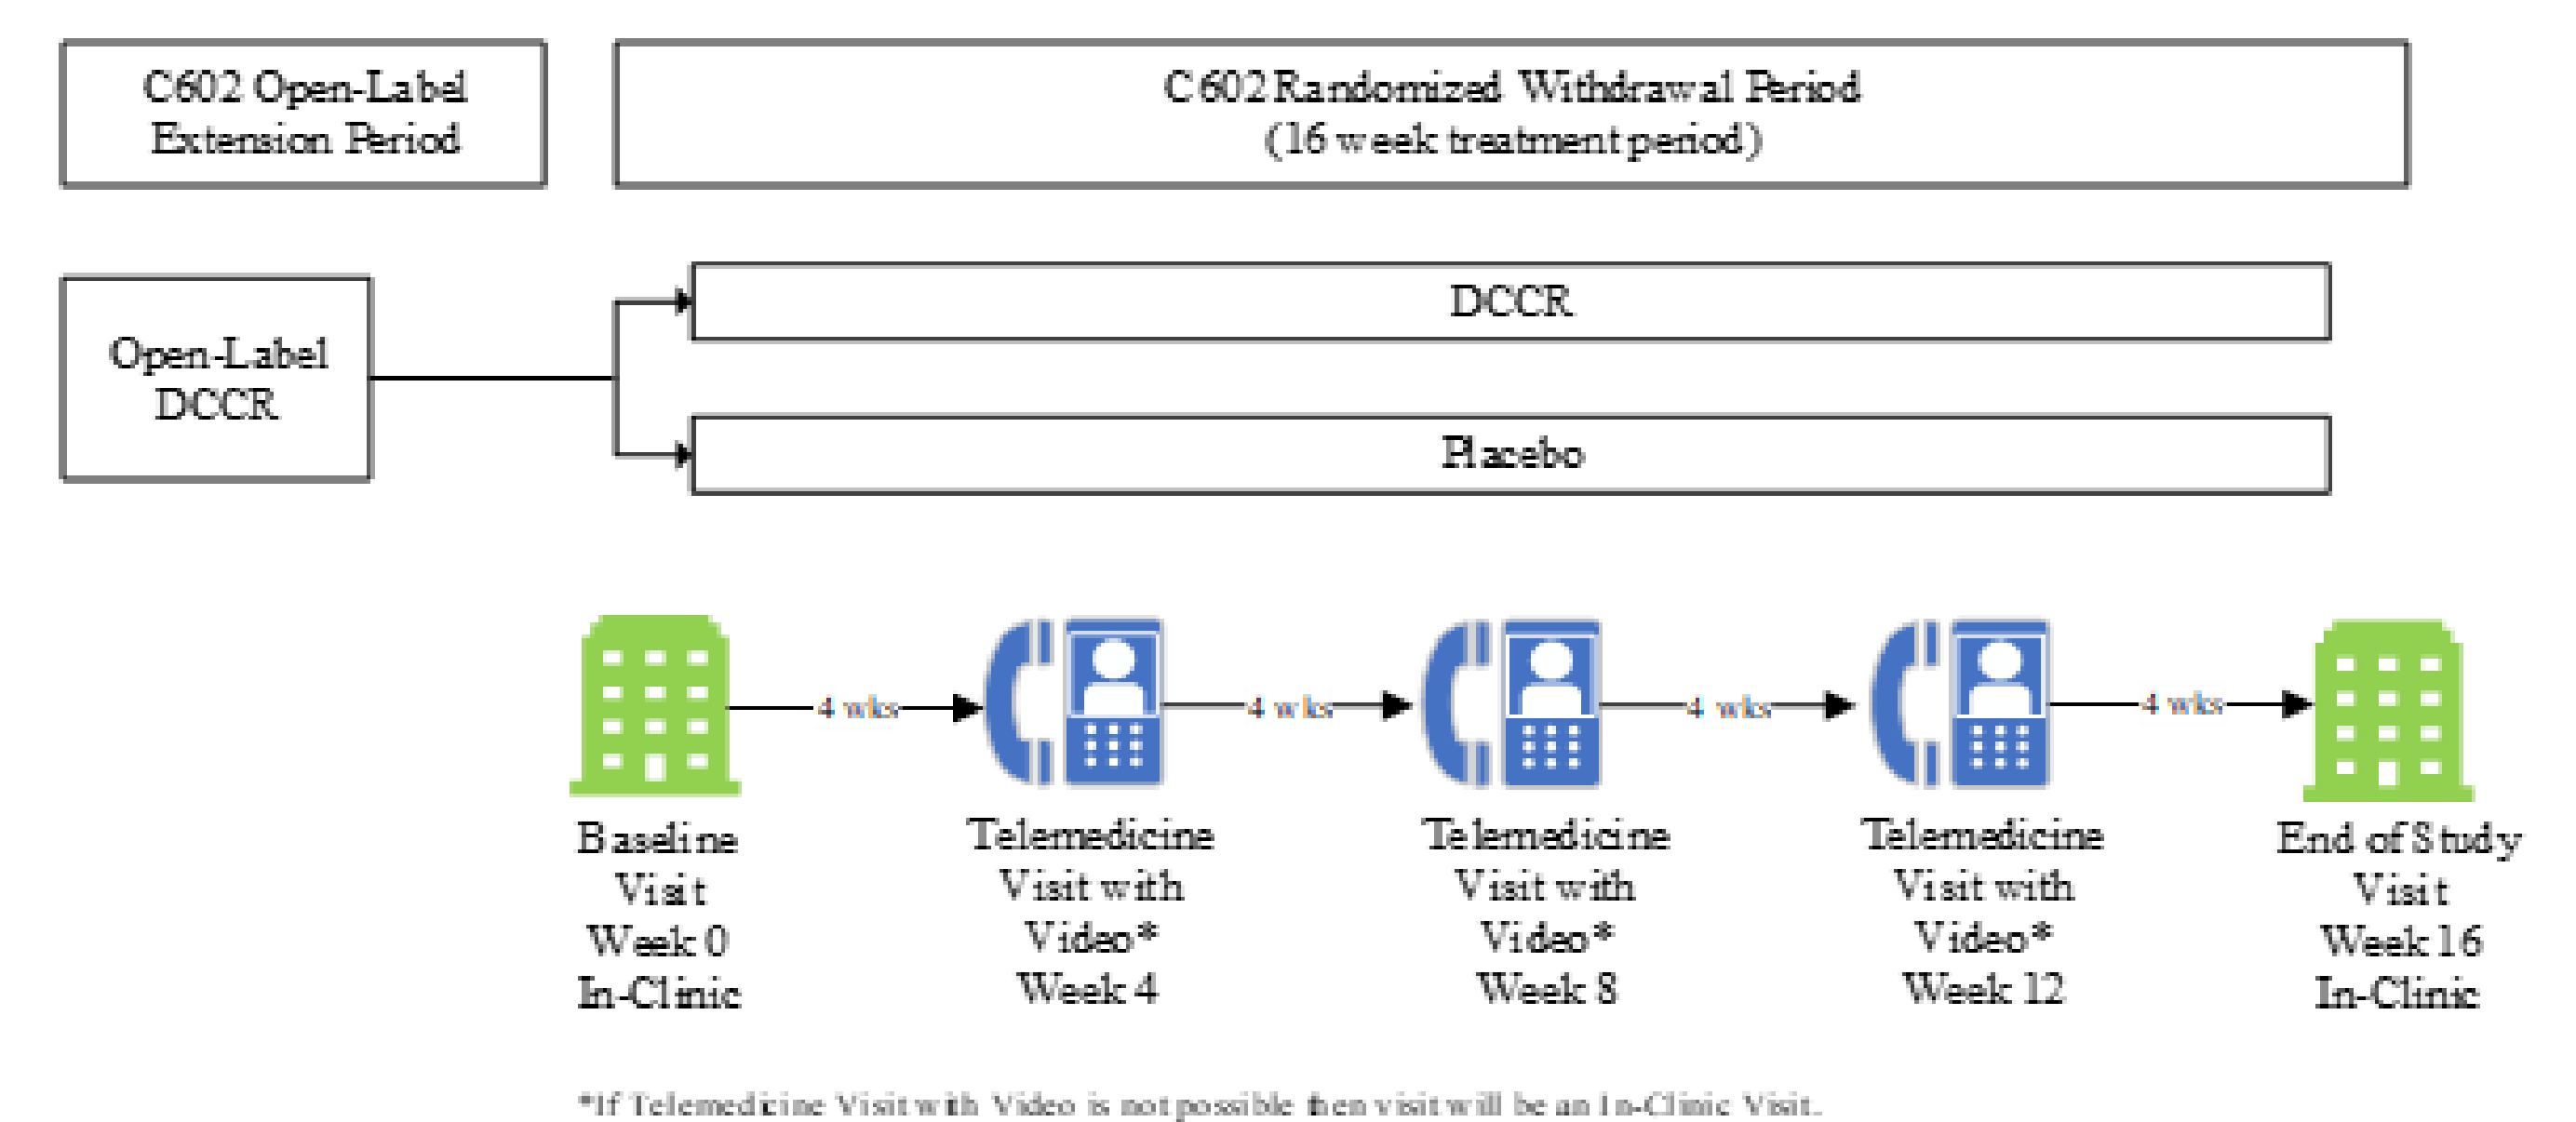 C602 Open-Label
Extension Period
C602 Randomized Withdrawal Period
(16 week treatment period)
Open-Label
DCCR
DCCR
Placebo
4 wks
4 wks
4 wks
4 wks
Baseline
Visit
Week 0
In-Clinic
Telemedicine
Visit with
Video*
Week 4
Telemedicine
Visit with
Video*
Week 8
Telemedicine
Visit with
Video*
Week 12
End of Study
Visit
Week 16
In-Clinic
*If Telemedicine Visit with Video is not possible then visit will be an In-Clinic Visit.